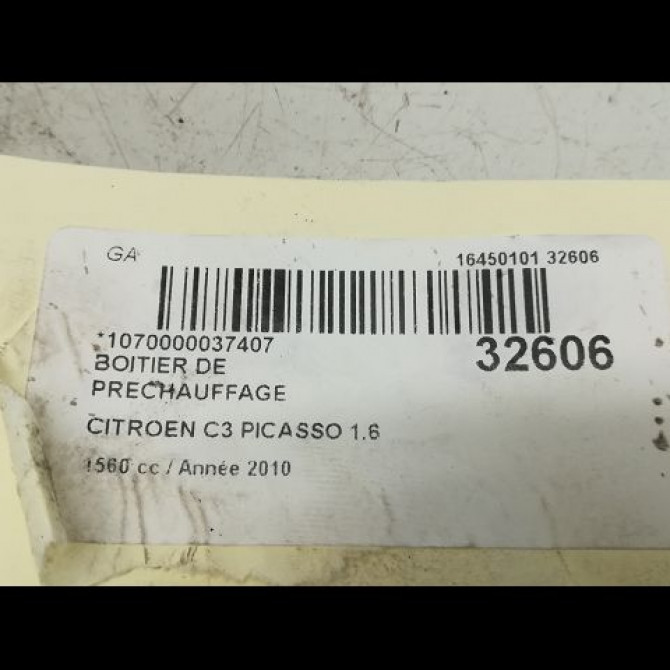 GA
16450101 32606
*1070000037407
32606
BOITIER DE
PRECHAUFFAGE
CITROEN C3 PICASSO 1.6
1560 cc / Année 2010